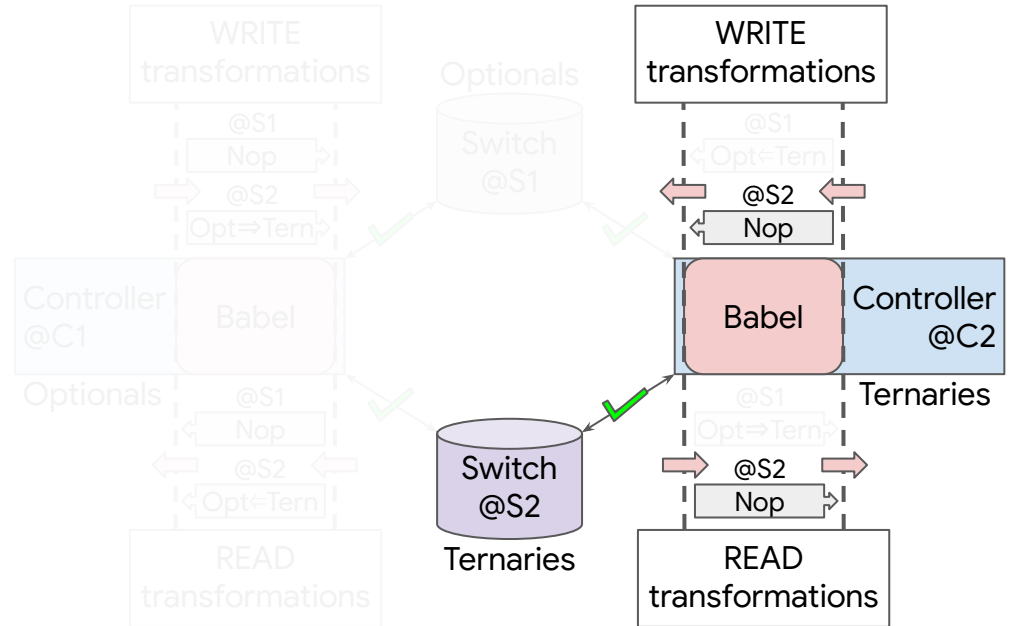 WRITE
transformations
@S1
Nop
@S2
Opt⇒Tern
Controller
@C1
Babel
Optionals
@S1
Nop
@S2
Opt⇐Tern
READ
transformations
Optionals
Switch
@S1
Switch
@S2
Ternaries
WRITE
transformations
@S1
Opt⇐Tern
@S2
Nop
Babel
Controller
@C2
Ternaries
@S1
Opt⇒Tern
@S2
Nop
READ
transformations